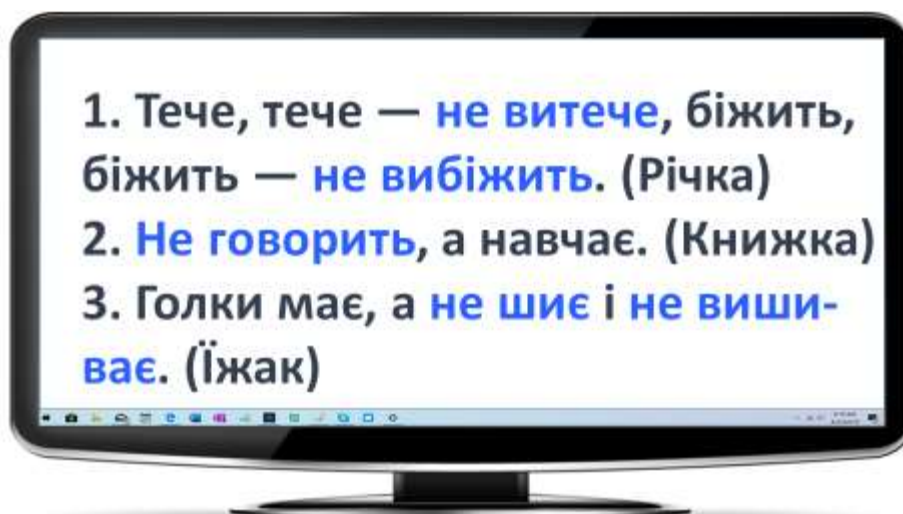 1. Тече, тече — не витече, біжить,
біжить — не вибіжить. (Річка)
2. Не говорить, а навчає. (Книжка)
3. Голки має, а не шиє і не виши-
ває. (Їжак)